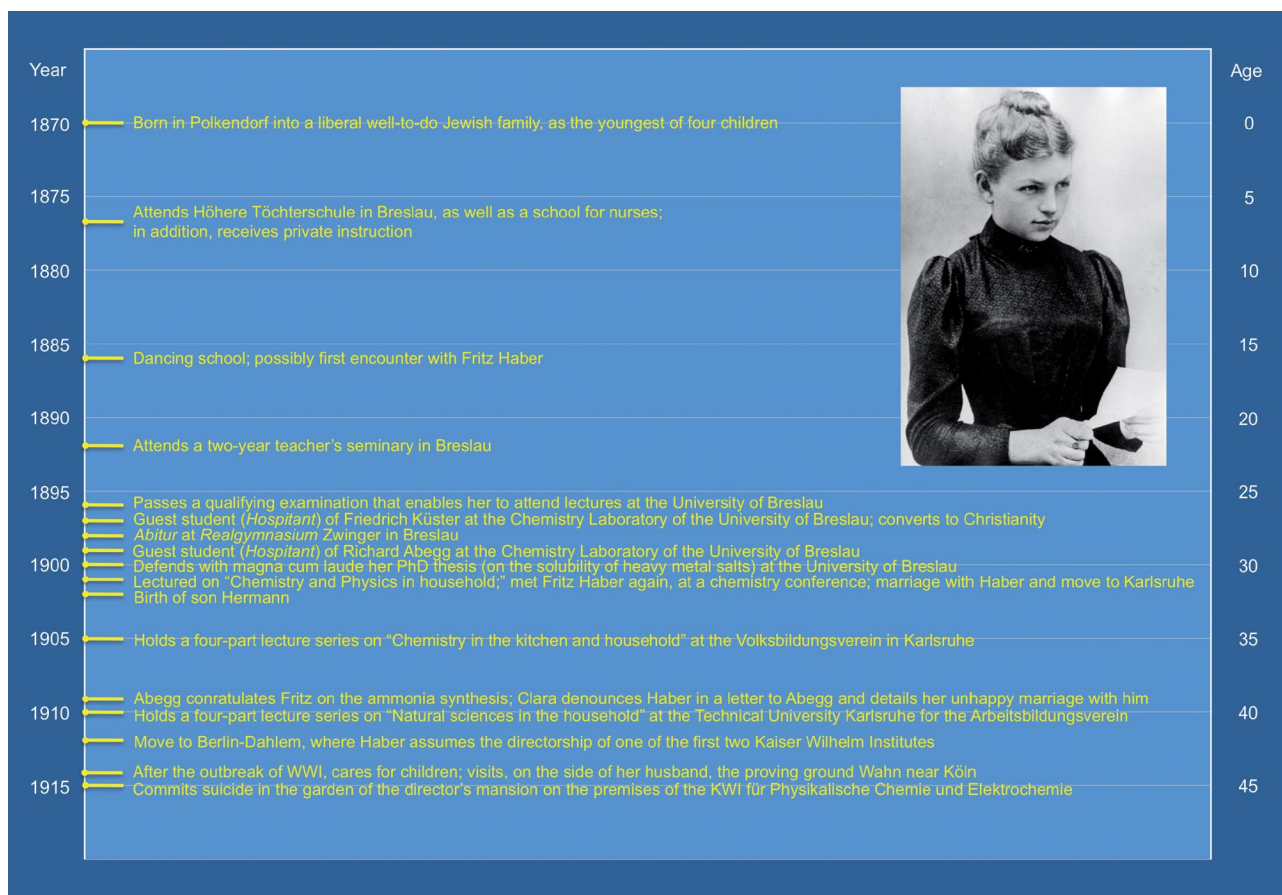 Year
Age
1870
Born in Polkendorf into a liberal well-to-do Jewish family, as the youngest of four children
0
1875
5
Attends Höhere Töchterschule in Breslau, as well as a school for nurses;
in addition, receives private instruction
1880
10
1885
15
Dancing school; possibly first encounter with Fritz Haber
1890
20
Attends a two-year teacher’s seminary in Breslau
1895
25
Passes a qualifying examination that enables her to attend lectures at the University of Breslau
Guest student (Hospitant) of Friedrich Küster at the Chemistry Laboratory of the University of Breslau; converts to Christianity
Abitur at Realgymnasium Zwinger in Breslau
Guest student (Hospitant) of Richard Abegg at the Chemistry Laboratory of the University of Breslau
1900
Defends with magna cum laude her PhD thesis (on the solubility of heavy metal salts) at the University of Breslau
30
Lectured on “Chemistry and Physics in household;” met Fritz Haber again, at a chemistry conference; marriage with Haber and move to Karlsruhe
Birth of son Hermann
1905
Holds a four-part lecture series on “Chemistry in the kitchen and household” at the Volksbildungsverein in Karlsruhe
35
Abegg conratulates Fritz on the ammonia synthesis; Clara denounces Haber in a letter to Abegg and details her unhappy marriage with him
1910
Holds a four-part lecture series on “Natural sciences in the household” at the Technical University Karlsruhe for the Arbeitsbildungsverein
40
Move to Berlin-Dahlem, where Haber assumes the directorship of one of the first two Kaiser Wilhelm Institutes
After the outbreak of WWI, cares for children; visits, on the side of her husband, the proving ground Wahn near Köln
1915
Commits suicide in the garden of the director’s mansion on the premises of the KWI für Physikalische Chemie und Elektrochemie
45